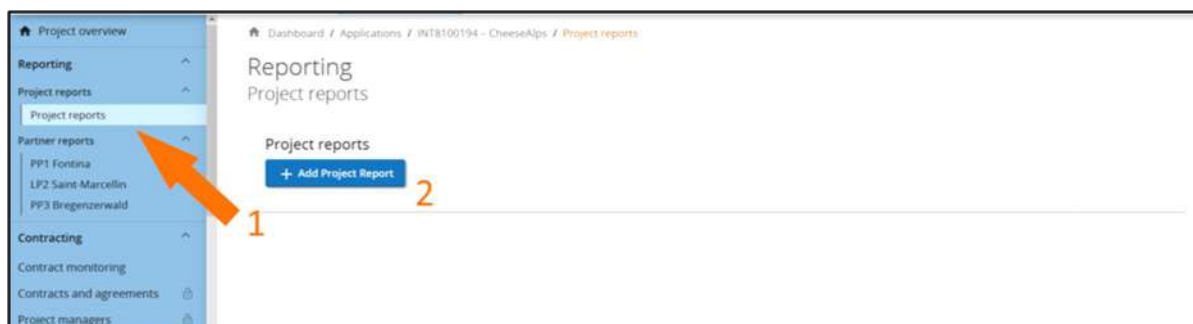 Project overview
Reporting
Project reports
Project reports
Partner reports
PP1 Fontina
LP2 Saint-Marcellin
PP3 Bregenzerwald
Contracting
Contract monitoring
Contracts and agreements
Project managers
1
Dashboard / Applications / INT8100194 - CheeseAlps / Project reports
Reporting
Project reports
Project reports
+ Add Project Report
2